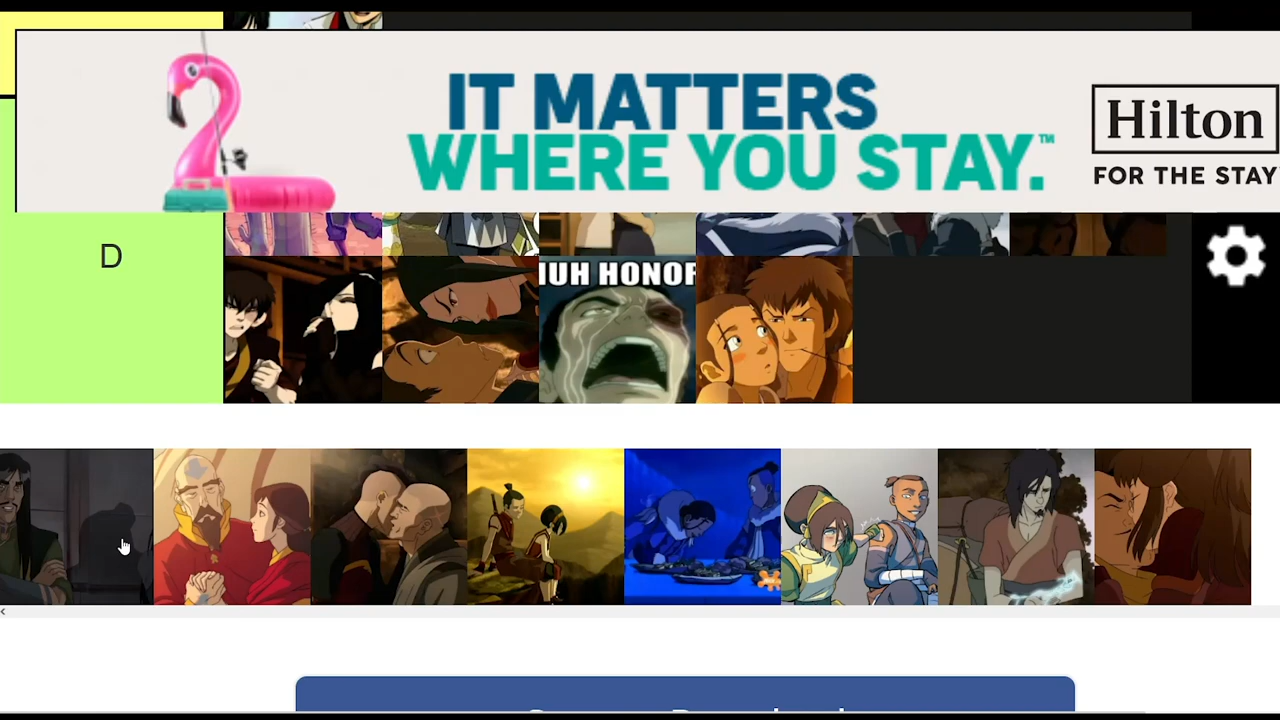 IT MATTERS
WHERE YOU STAY.™
Hilton
FOR THE STAY
D
UH HONOR